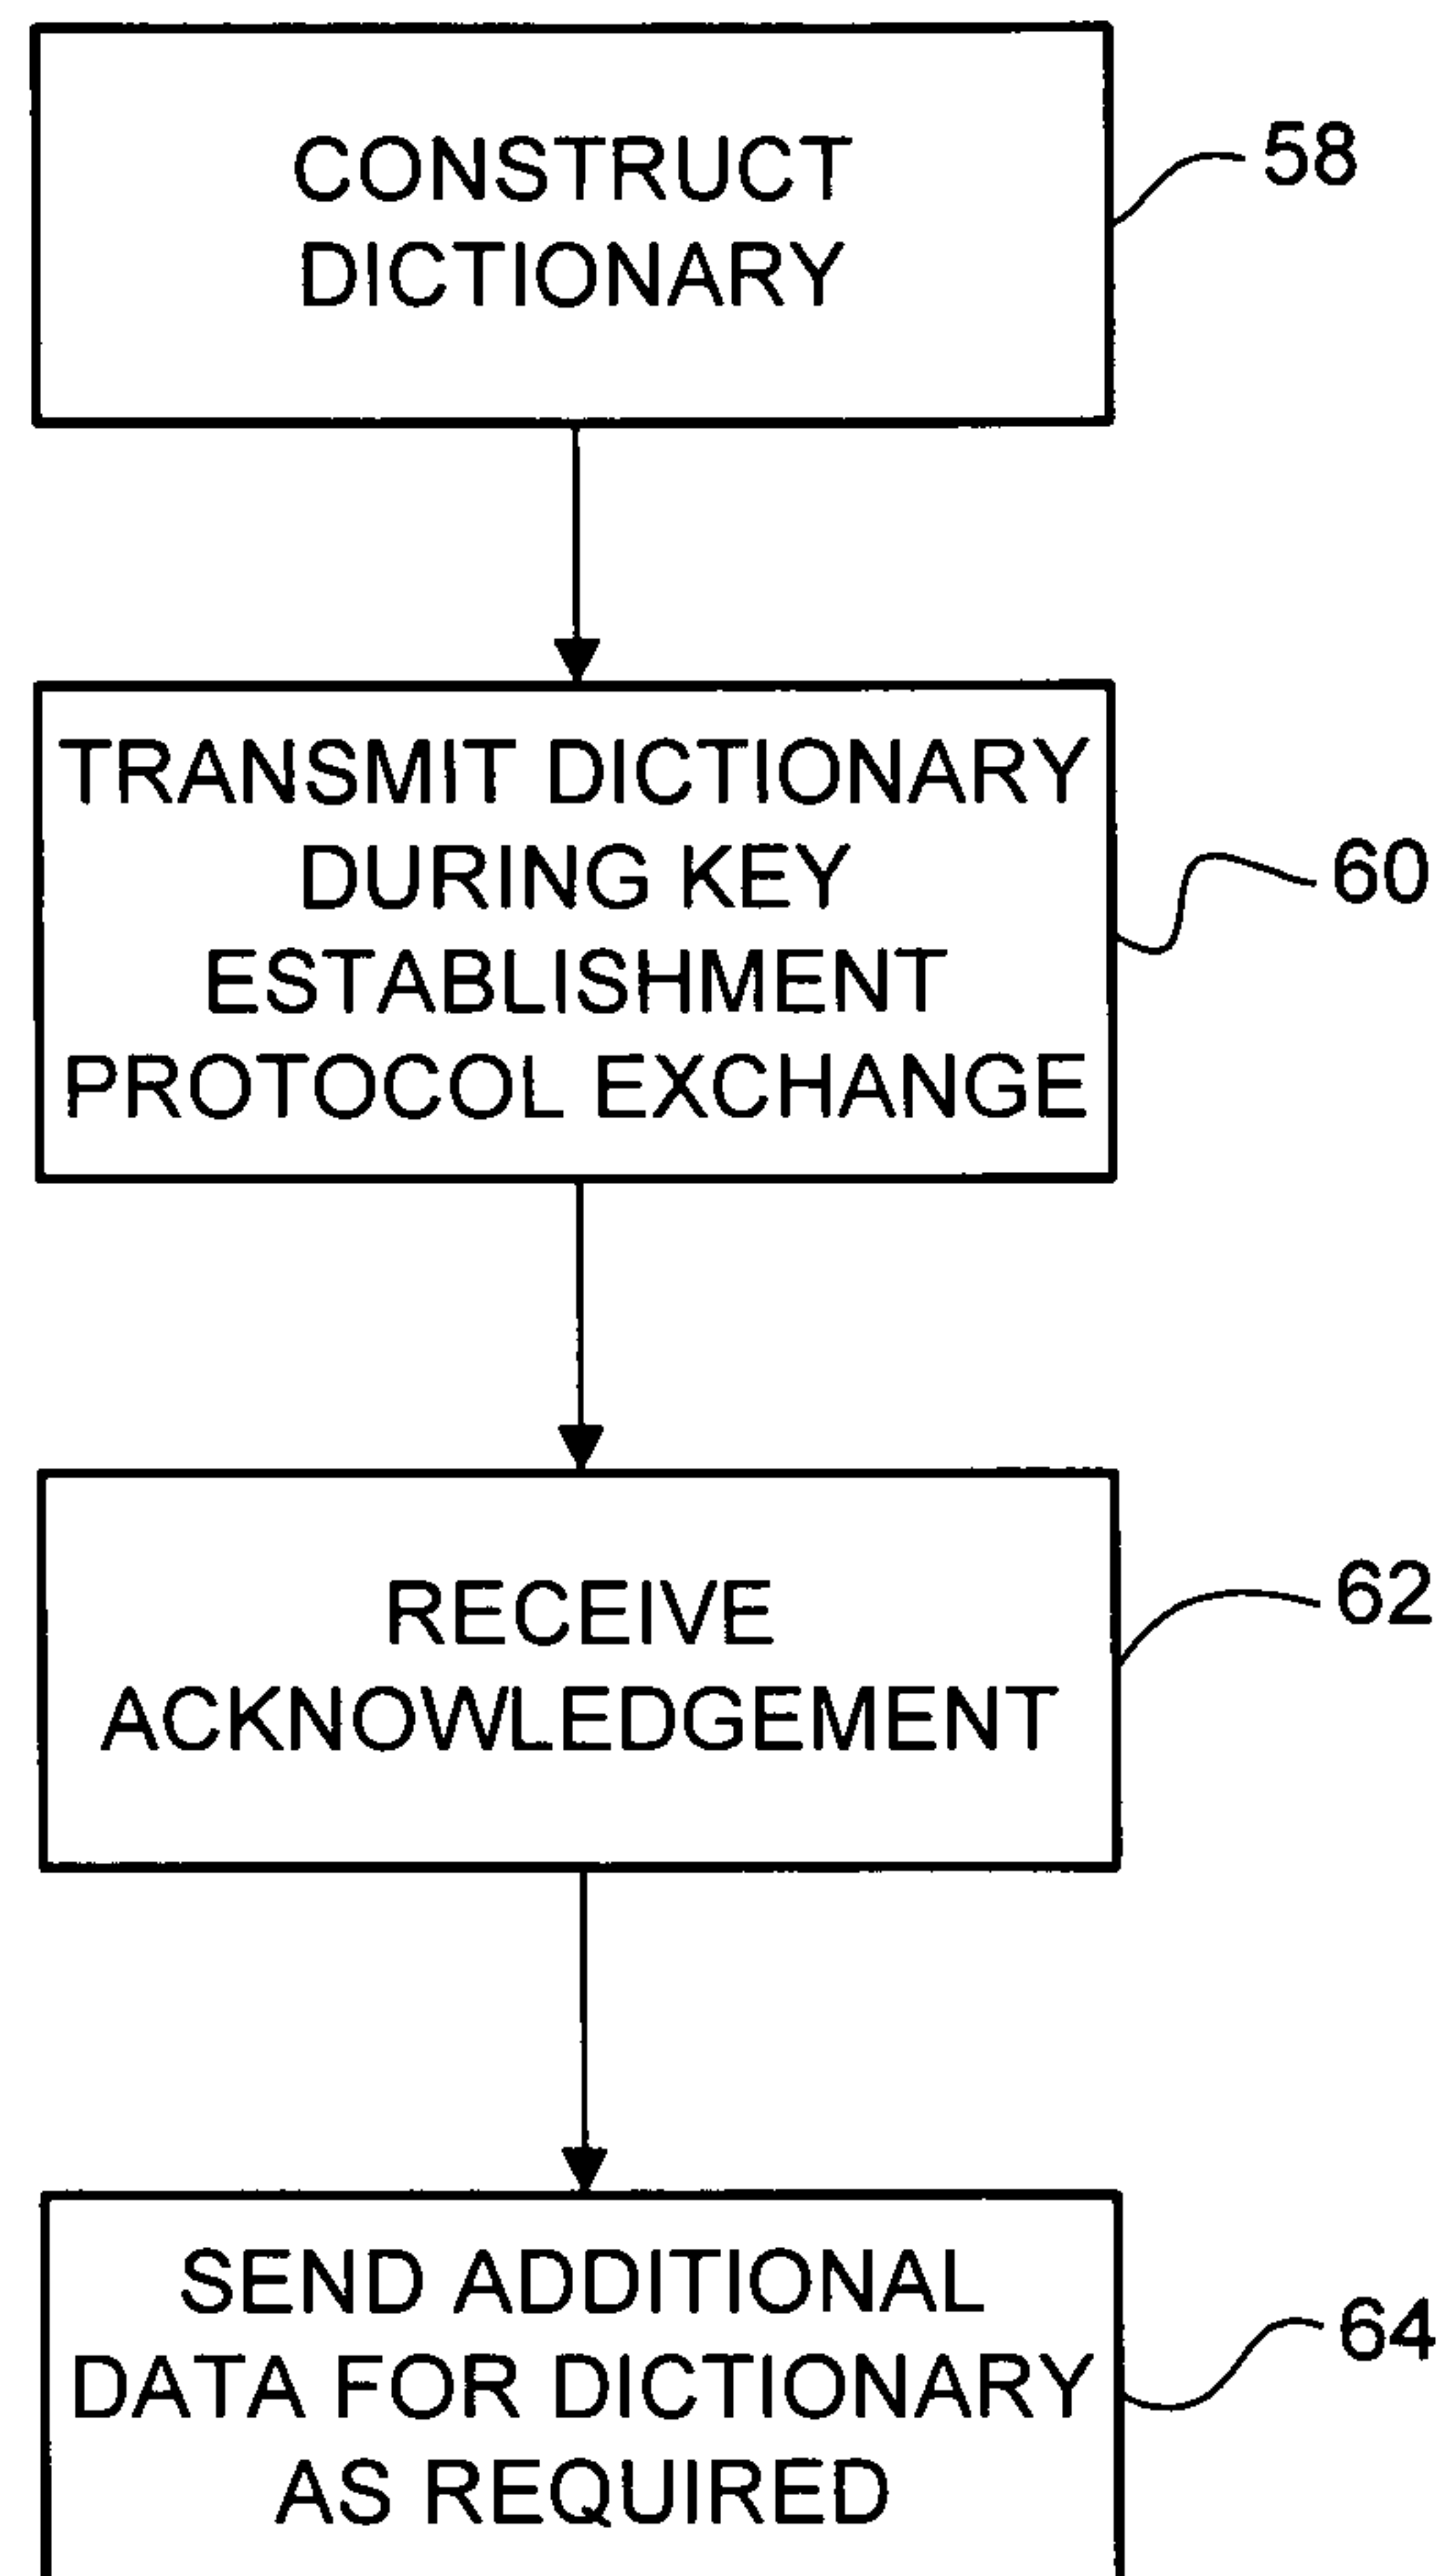 CONSTRUCT
DICTIONARY
58
TRANSMIT DICTIONARY
DURING KEY
ESTABLISHMENT
PROTOCOL EXCHANGE
60
RECEIVE
ACKNOWLEDGEMENT
62
SEND ADDITIONAL
DATA FOR DICTIONARY
AS REQUIRED
64